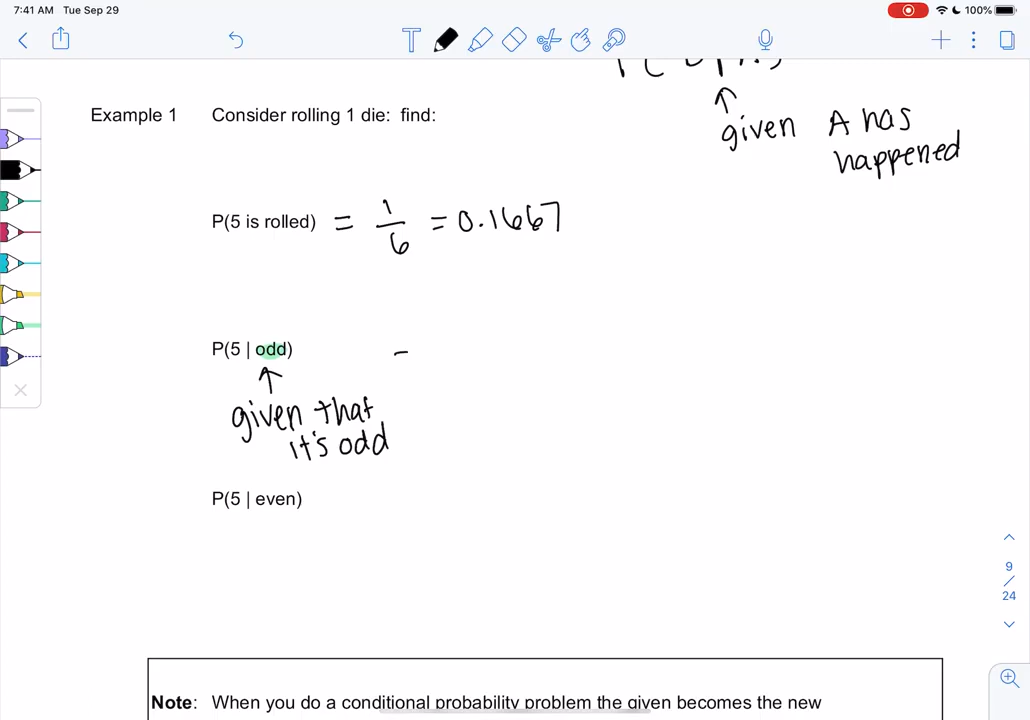 7:41 AM Tue Sep 29
100%
given A has
happened
Example 1 Consider rolling 1 die: find:
P(5 is rolled) = 1/6 = 0.1667
P(5 | odd)
given that
it's odd
P(5 | even)
9
/
24
Note: When you do a conditional probability problem the given becomes the new